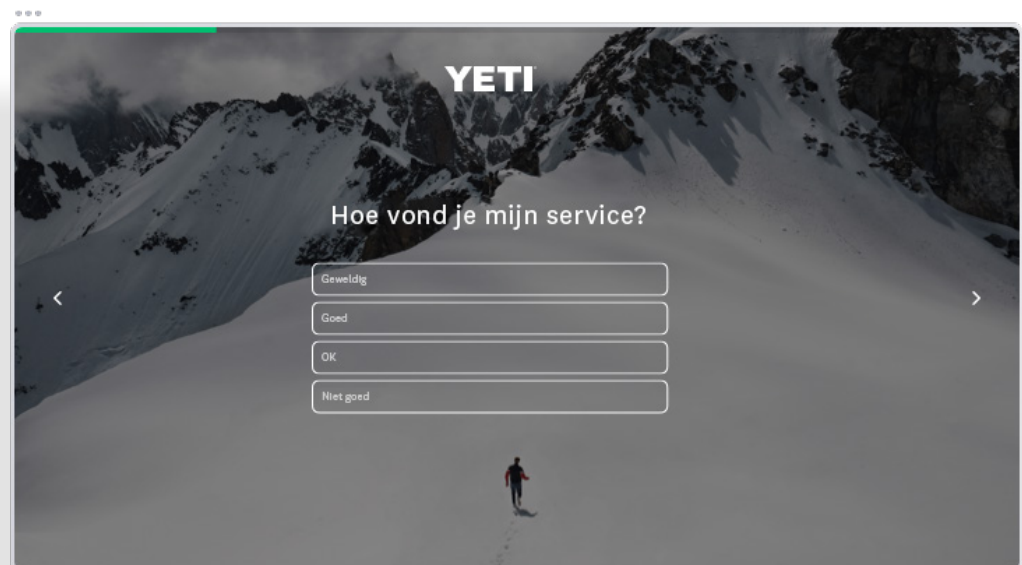 YETI
Hoe vond je mijn service?
Geweldig
Goed
OK
Niet goed